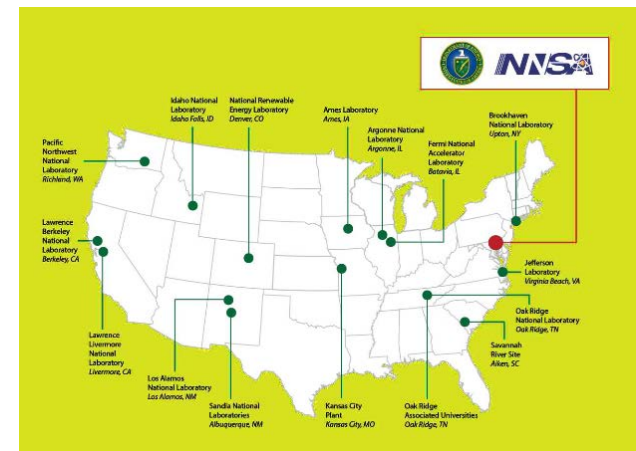 NNSA
Idaho National
Laboratory
Idaho Falls, ID
National Renewable
Energy Laboratory
Denver, CO
Ames Laboratory
Ames, IA
Argonne National
Laboratory
Argonne, IL
Fermi National
Accelerator
Laboratory
Batavia, IL
Brookhaven
National Laboratory
Upton, NY
Pacific
Northwest
National
Laboratory
Richland, WA
Lawrence
Berkeley
National
Laboratory
Berkeley, CA
Jefferson
Laboratory
Virginia Beach, VA
Oak Ridge
National Laboratory
Oak Ridge, TN
Savannah
River Site
Aiken, SC
Lawrence
Livermore
National
Laboratory
Livermore, CA
Los Alamos
National Laboratory
Los Alamos, NM
Sandia National
Laboratories
Albuquerque, NM
Kansas City
Plant
Kansas City, MO
Oak Ridge
Associated Universities
Oak Ridge, TN